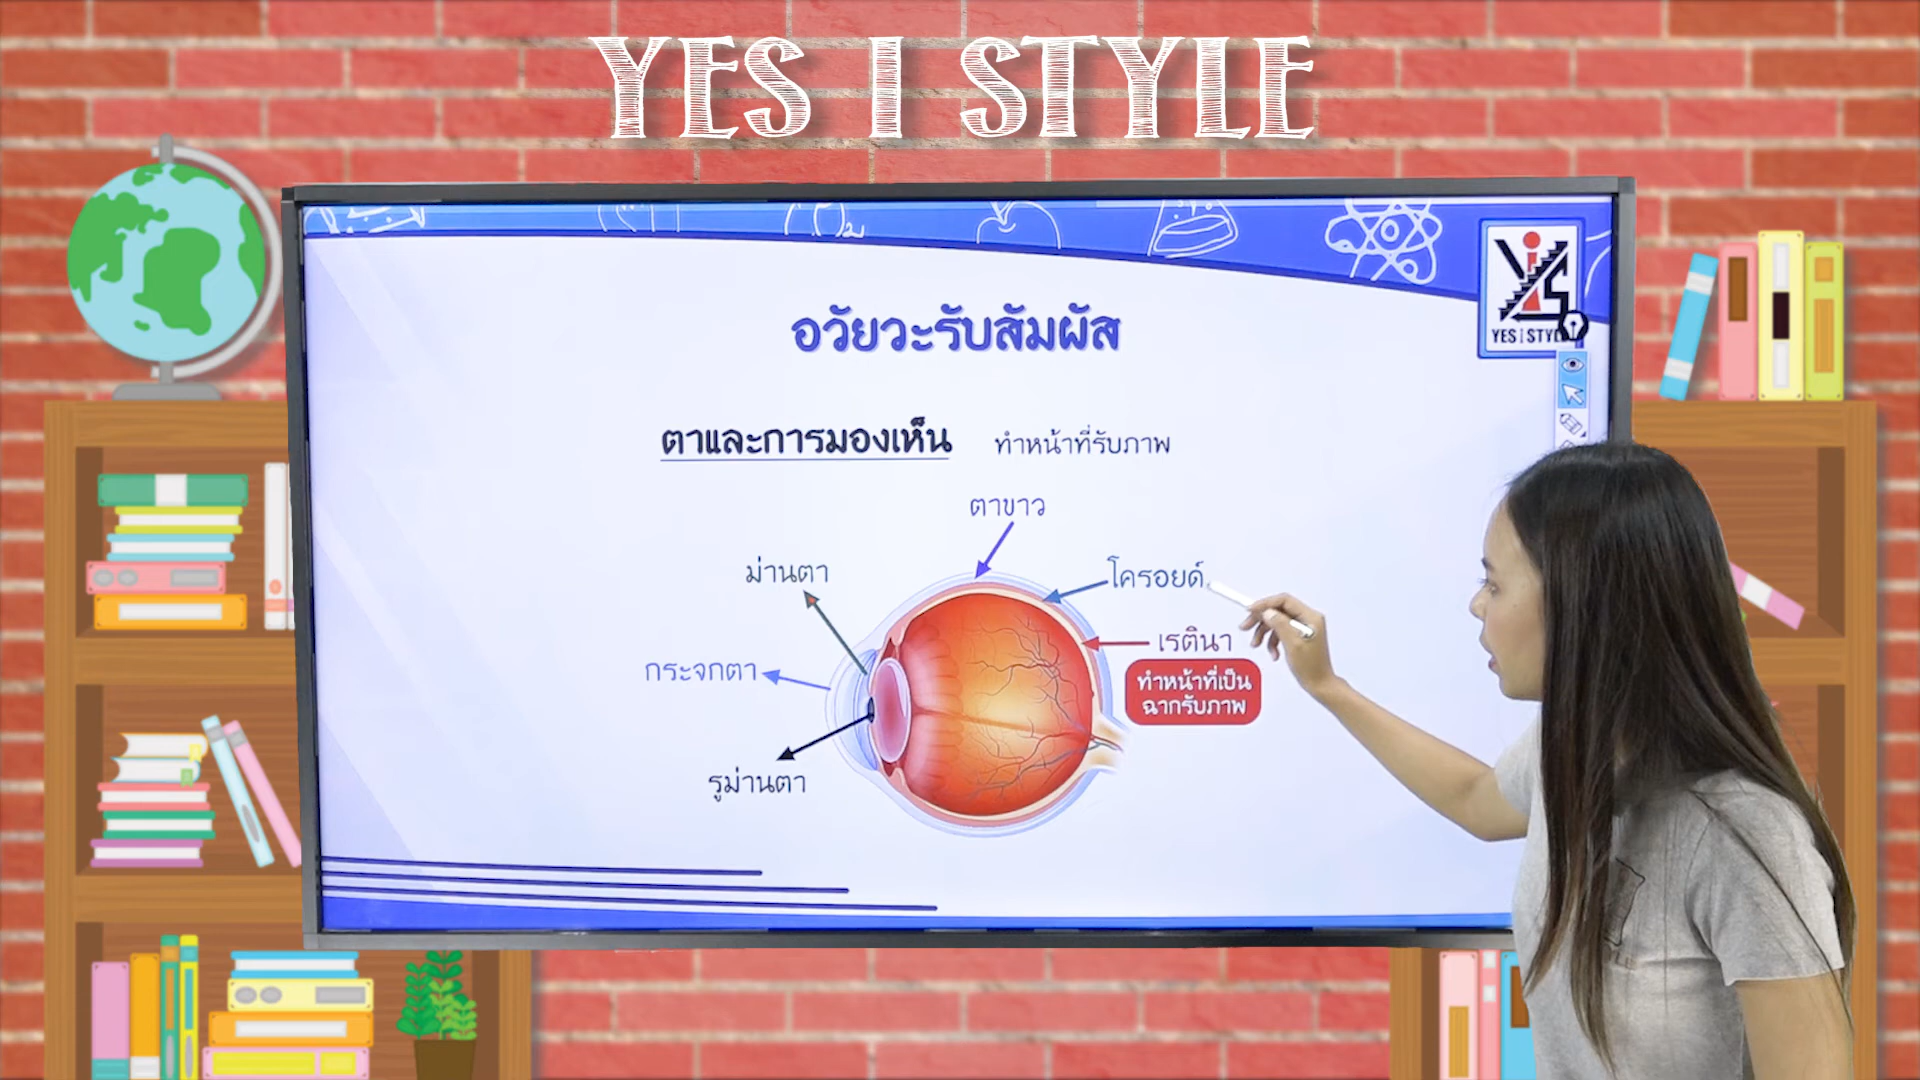 YES I STYLE
อวัยวะรับสัมผัส
YES I STYLE
ตาและการมองเห็น ทำหน้าที่รับภาพ
ตาขาว
ม่านตา
โครอยด์
กระจกตา
เรตินา
ทำหน้าที่เป็น
ฉากรับภาพ
รูม่านตา